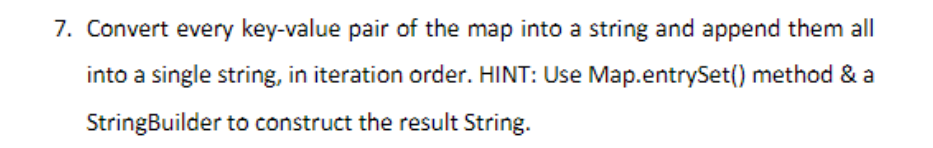 7. Convert every key-value pair of the map into a string and append them all
into a single string, in iteration order. HINT: Use Map.entrySet() method & a
StringBuilder to construct the result String.